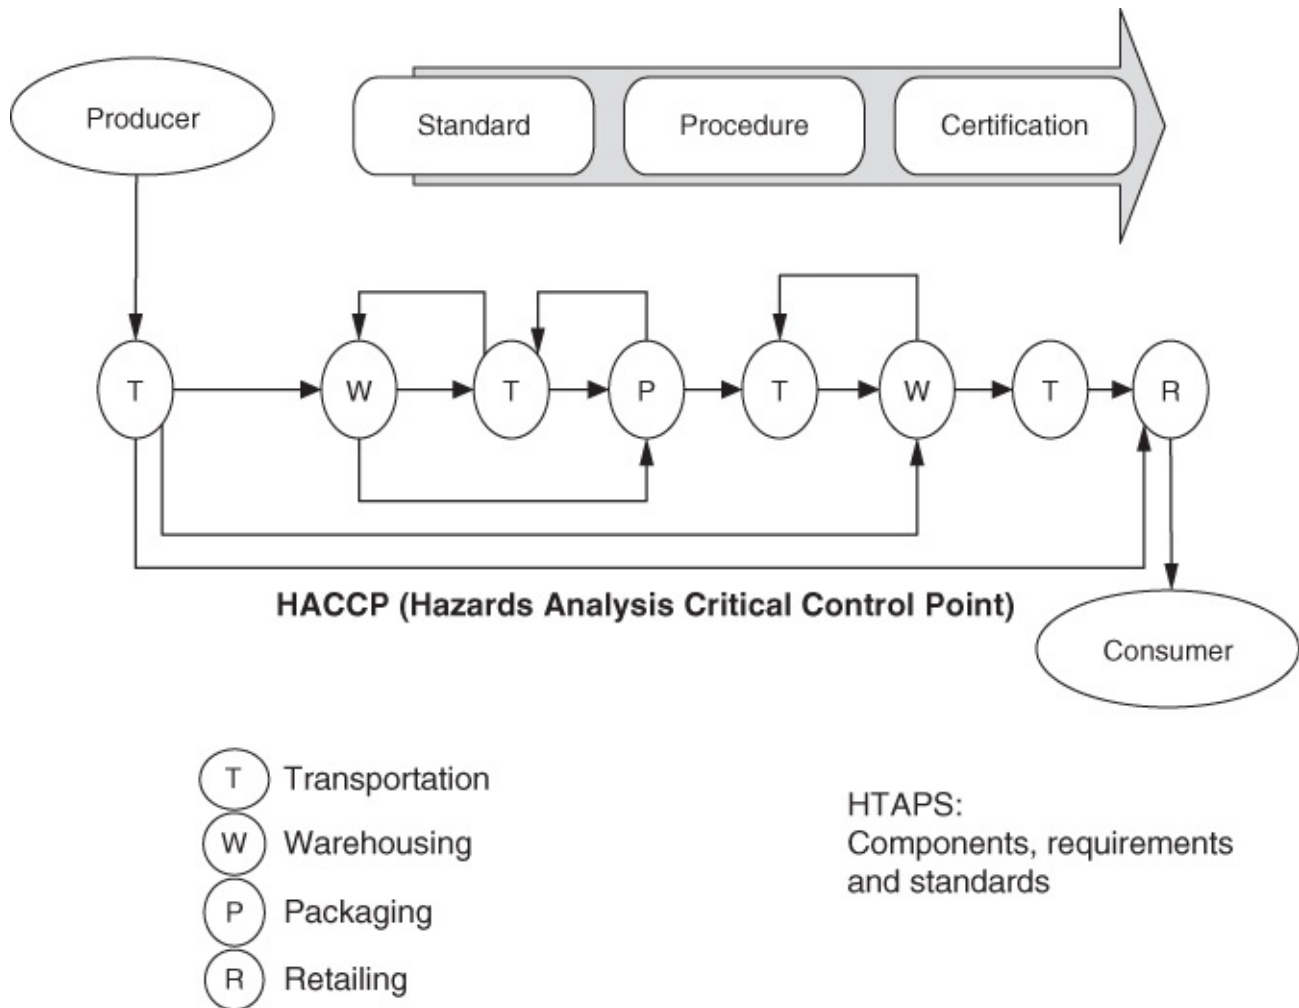 Producer
Standard
Procedure
Certification
T
W
T
P
T
W
T
R
HACCP (Hazards Analysis Critical Control Point)
Consumer
T Transportation
W Warehousing
P Packaging
R Retailing
HTAPS:
Components, requirements
and standards